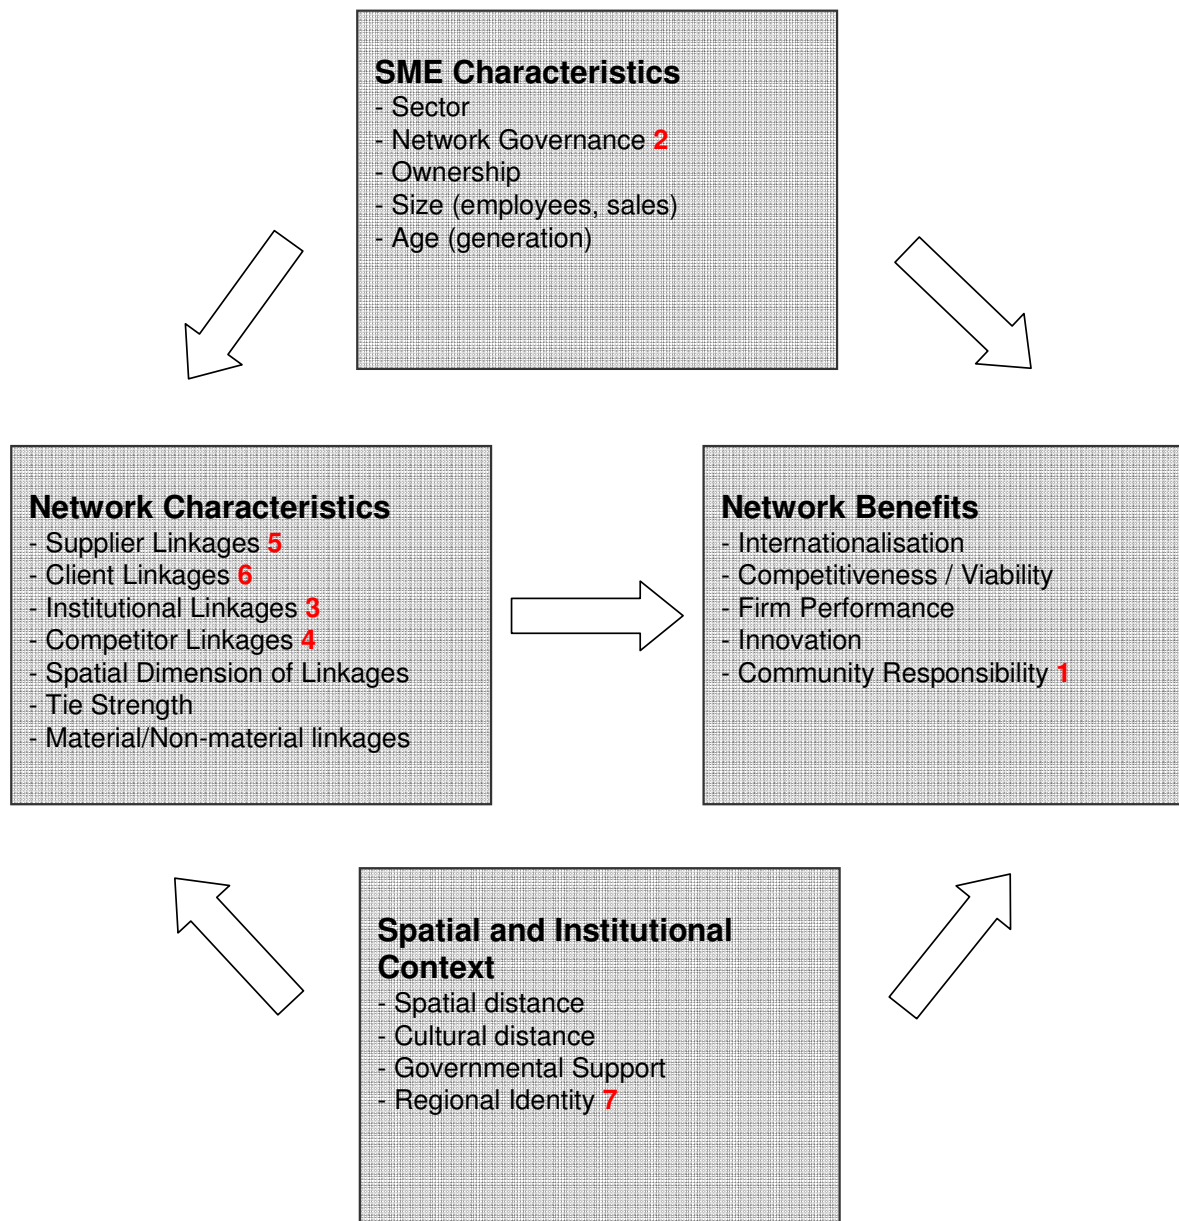 SME Characteristics
- Sector
- Network Governance 2
- Ownership
- Size (employees, sales)
- Age (generation)
Network Characteristics
- Supplier Linkages 5
- Client Linkages 6
- Institutional Linkages 3
- Competitor Linkages 4
- Spatial Dimension of Linkages
- Tie Strength
- Material/Non-material linkages
Network Benefits
- Internationalisation
- Competitiveness / Viability
- Firm Performance
- Innovation
- Community Responsibility 1
Spatial and Institutional
Context
- Spatial distance
- Cultural distance
- Governmental Support
- Regional Identity 7